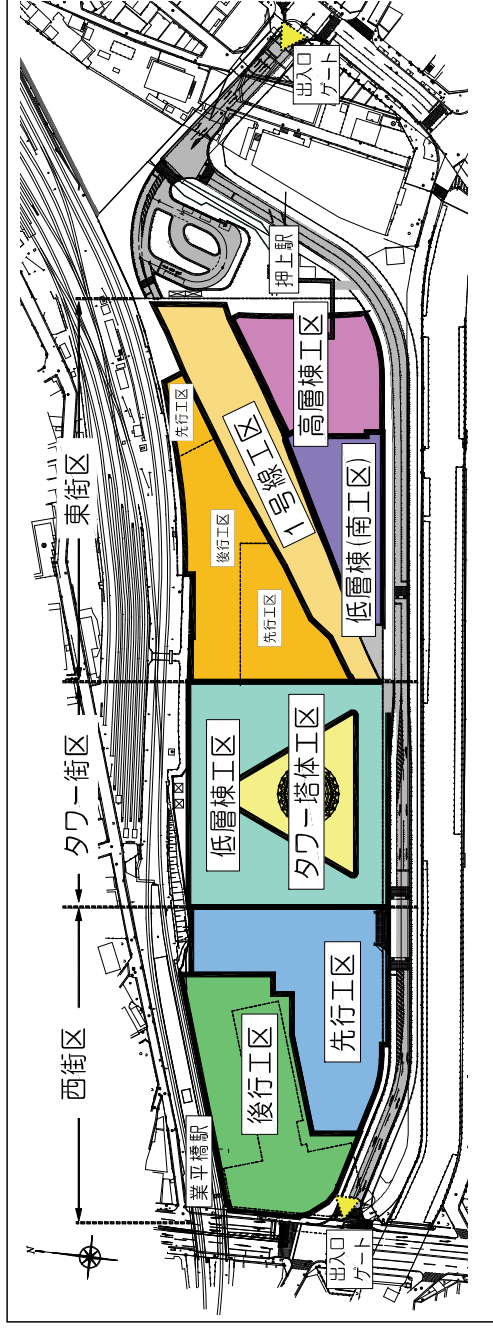 西街区
タワー街区
東街区
N
業平橋駅
後行工区
先行工区
低層棟工区
タワー塔体工区
先行工区
後行工区
先行工区
1号線工区
低層棟(南工区)
高層棟工区
押上駅
出入口
ゲート
出入口
ゲート